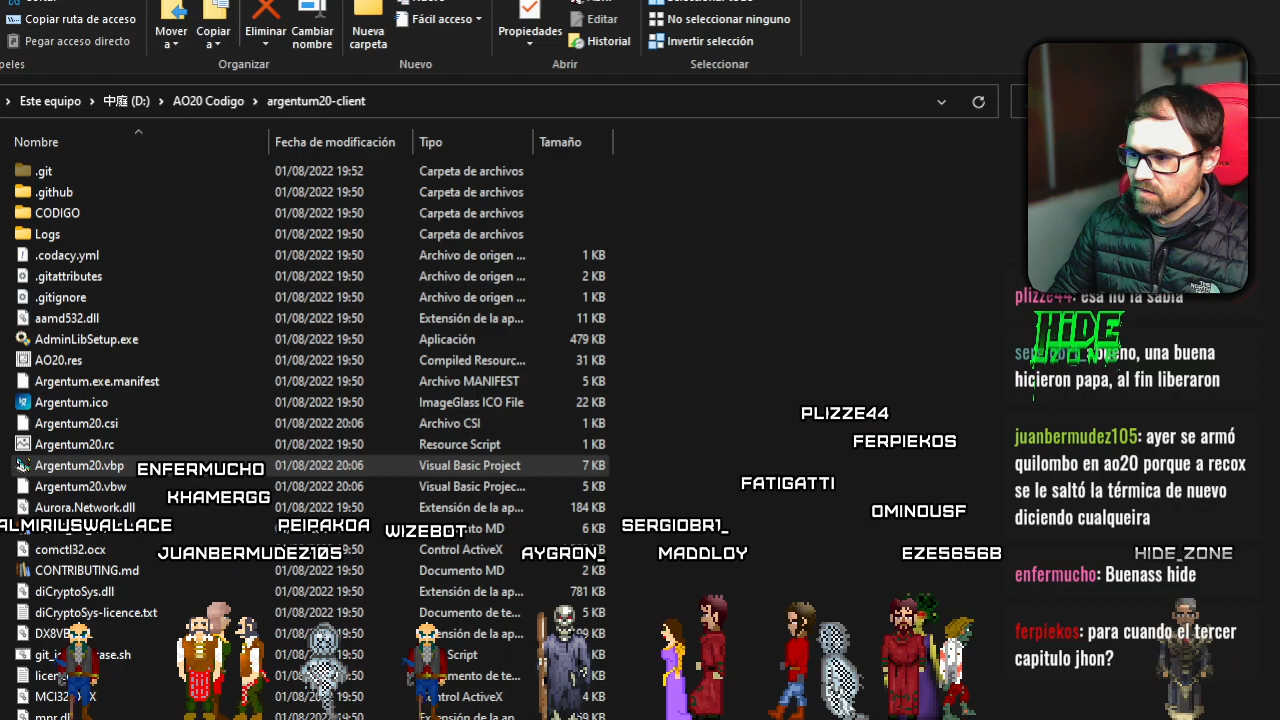 Copiar ruta de acceso
Pegar acceso directo
peles
Mover
a
Copiar
a
Eliminar
Cambiar
nombre
Organizar
Nueva
carpeta
Fácil acceso
Nuevo
Propiedades
Editar
Historial
Abrir
No seleccionar ninguno
Invertir selección
Seleccionar
Este equipo > 中庭 (D:) > AO20 Codigo > argentum20-client
Nombre Fecha de modificación Tipo Tamaño
.git 01/08/2022 19:52 Carpeta de archivos
.github 01/08/2022 19:50 Carpeta de archivos
CODIGO 01/08/2022 19:50 Carpeta de archivos
Logs 01/08/2022 19:50 Carpeta de archivos
.codacy.yml 01/08/2022 19:50 Archivo de origen ... 1 KB
.gitattributes 01/08/2022 19:50 Archivo de origen ... 2 KB
.gitignore 01/08/2022 19:50 Archivo de origen ... 1 KB
aamd532.dll 01/08/2022 19:50 Extensión de la ap... 11 KB
AdminLibSetup.exe 01/08/2022 19:50 Aplicación 479 KB
AO20.res 01/08/2022 19:50 Compiled Resourc... 31 KB
Argentum.exe.manifest 01/08/2022 19:50 Archivo MANIFEST 5 KB
Argentum.ico 01/08/2022 19:50 ImageGlass ICO File 22 KB
Argentum20.csi 01/08/2022 20:06 Archivo CSI 1 KB
Argentum20.rc 01/08/2022 19:50 Resource Script 1 KB
Argentum20.vbp 01/08/2022 20:06 Visual Basic Project 7 KB
Argentum20.vbw 01/08/2022 20:06 Visual Basic Projec... 5 KB
Aurora.Network.dll 01/08/2022 19:50 Extensión de la ap... 184 KB
MD 6 KB
comctl32.ocx 19:50 Control ActiveX
CONTRIBUTING.md 01/08/2022 19:50 Documento MD 2 KB
diCryptoSys.dll 01/08/2022 19:50 Extensión de la ap... 781 KB
diCryptoSys-licence.txt 01/08/2022 19:50 Documento de te... 5 KB
PLIZZE44
FERPIEKOS
ENFERMUCHO
FATIGATTI
KHAMERGG
OMINOUSF
ALMIRIUSWALLACE
PEIPAKOA
WIZEBOT
SERGIOBR1_
JUANBERMUDEZ105
AYGRON_
MADDLOY
EZE5656B
HIDE_ZONE
plizze44: esa no la sabia
HiDE
una buena
hicieron papa, al fin liberaron
juanbermudez105: ayer se armó
quilombo en ao20 porque a recox
se le saltó la térmica de nuevo
diciendo cualqueira
enfermucho: Buenass hide
ferpiekos: para cuando el tercer
capitulo jhon?